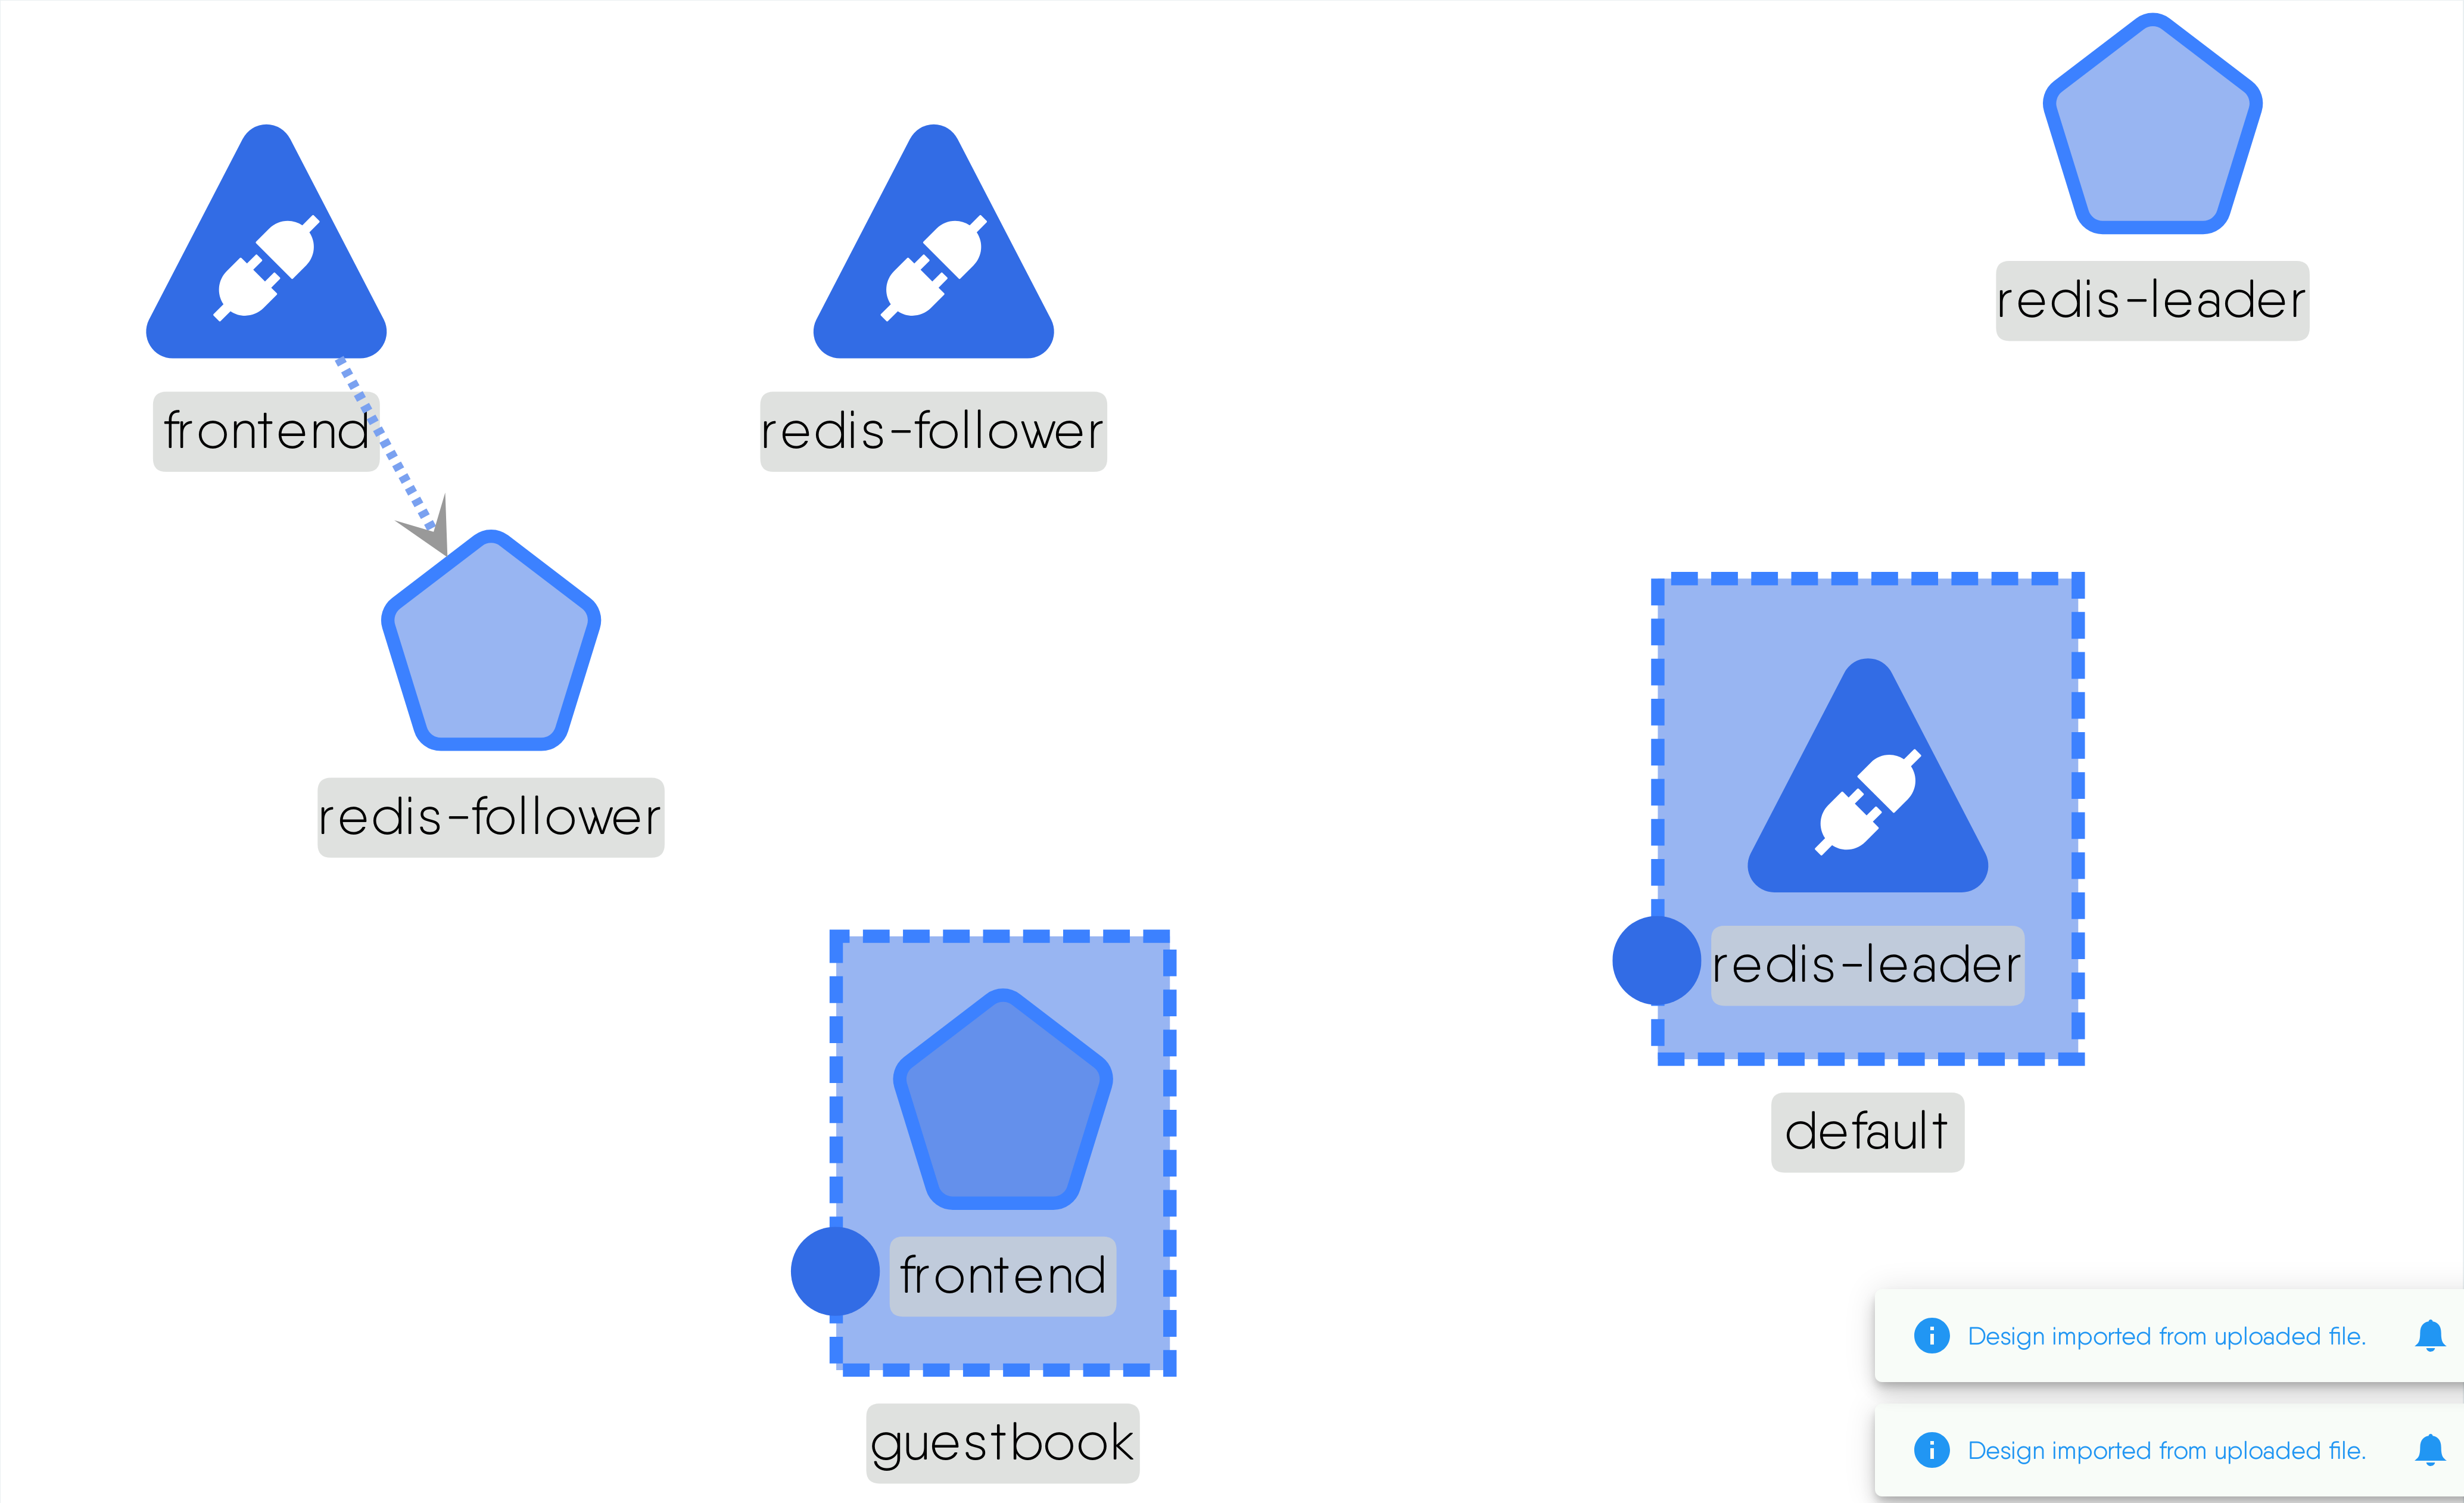 redis-leader
frontend
redis-follower
redis-follower
redis-leader
default
frontend
guestbook
Design imported from uploaded file.
Design imported from uploaded file.